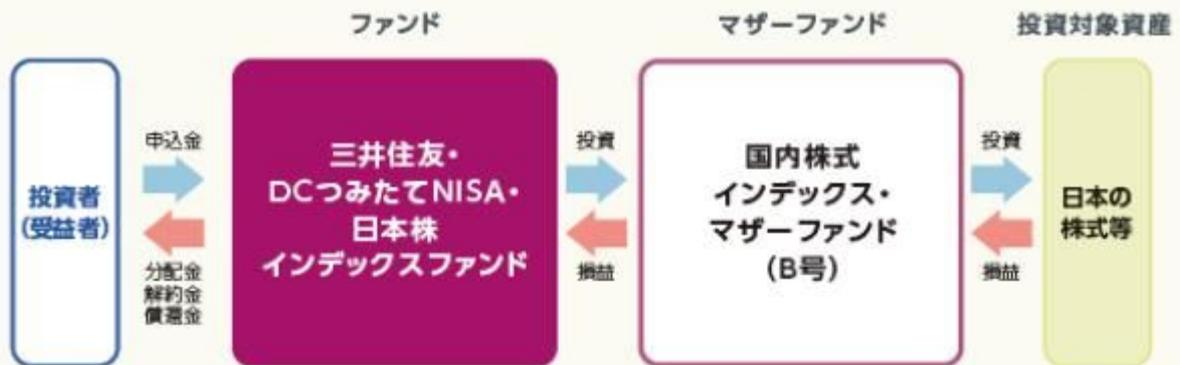 ファンド
マザーファンド
投資対象資産
投資者
(受益者)
申込金
分配金
解約金
償還金
三井住友・
DCつみたてNISA・
日本株
インデックスファンド
投資
損益
国内株式
インデックス・
マザーファンド
(B号)
投資
損益
日本の
株式等